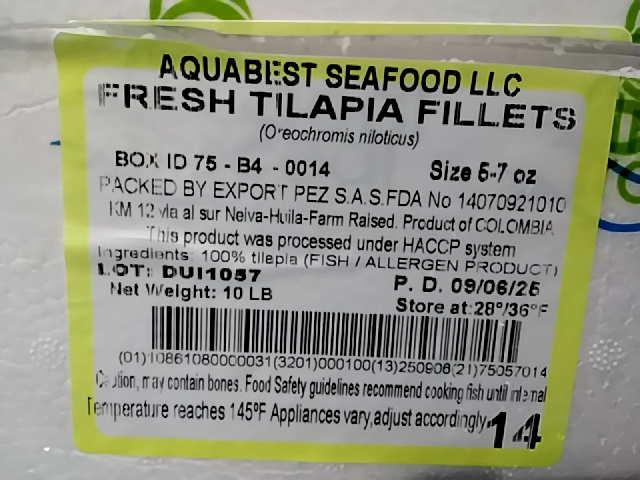 AQUABEST SEAFOOD LLC
FRESH TILAPIA FILLETS
(Oreochromis niloticus)
BOX ID 75 - B4 - 0014 Size 5-7 oz
PACKED BY EXPORT PEZ S.A.S.FDA No 14070921010
KM 12 via al sur Neiva-Huila-Farm Raised. Product of COLOMBIA
This product was processed under HACCP system
Ingredients: 100% tilapia (FISH / ALLERGEN PRODUCT)
LOT: DUI1057 P. D. 09/06/25
Net Weight: 10 LB Store at:28°/36°F
(01)10861080000031(3201)000100(13)250906(21)75057014
Caution, may contain bones. Food Safety guidelines recommend cooking fish until internal
Temperature reaches 145ºF Appliances vary,adjust accordingly
14